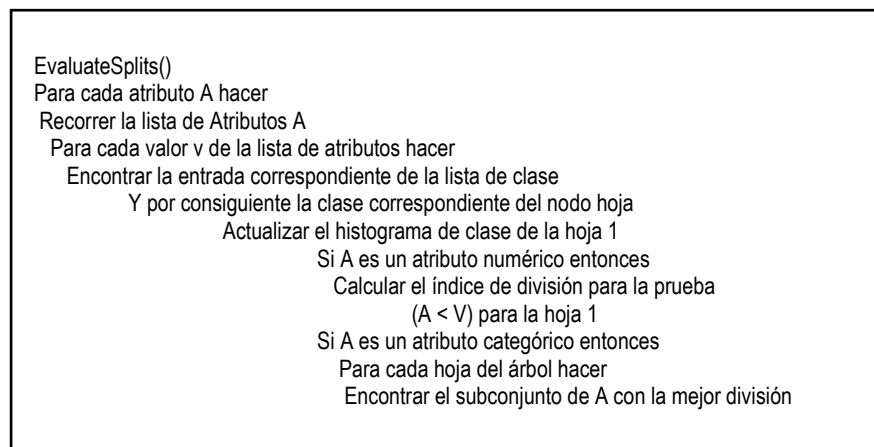 EvaluateSplits()
Para cada atributo A hacer
Recorrer la lista de Atributos A
Para cada valor v de la lista de atributos hacer
Encontrar la entrada correspondiente de la lista de clase
Y por consiguiente la clase correspondiente del nodo hoja
Actualizar el histograma de clase de la hoja 1
Si A es un atributo numérico entonces
Calcular el índice de división para la prueba
(A < V) para la hoja 1
Si A es un atributo categórico entonces
Para cada hoja del árbol hacer
Encontrar el subconjunto de A con la mejor división